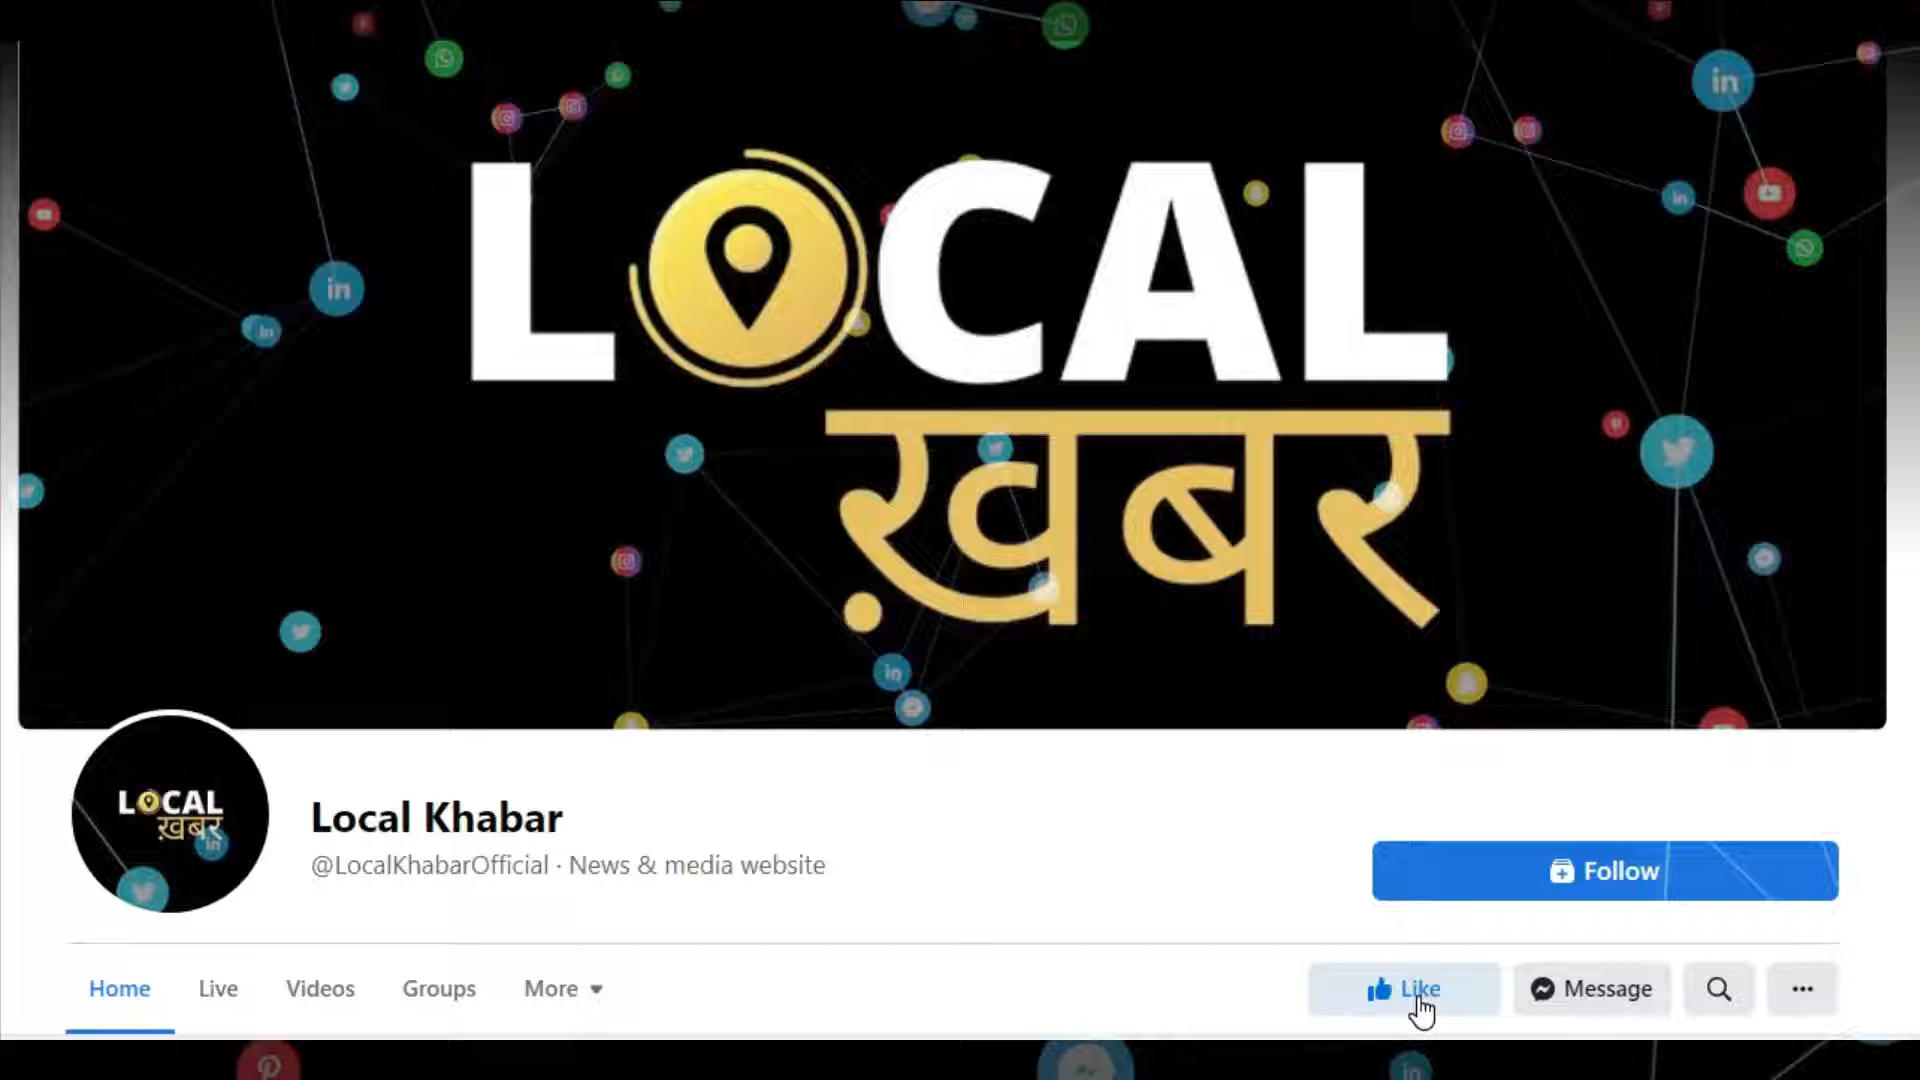 LOCAL
ख़बर
LOCAL
ख़बर
Local Khabar
@LocalKhabarOfficial · News & media website
Follow
Home Live Videos Groups More
Like Message